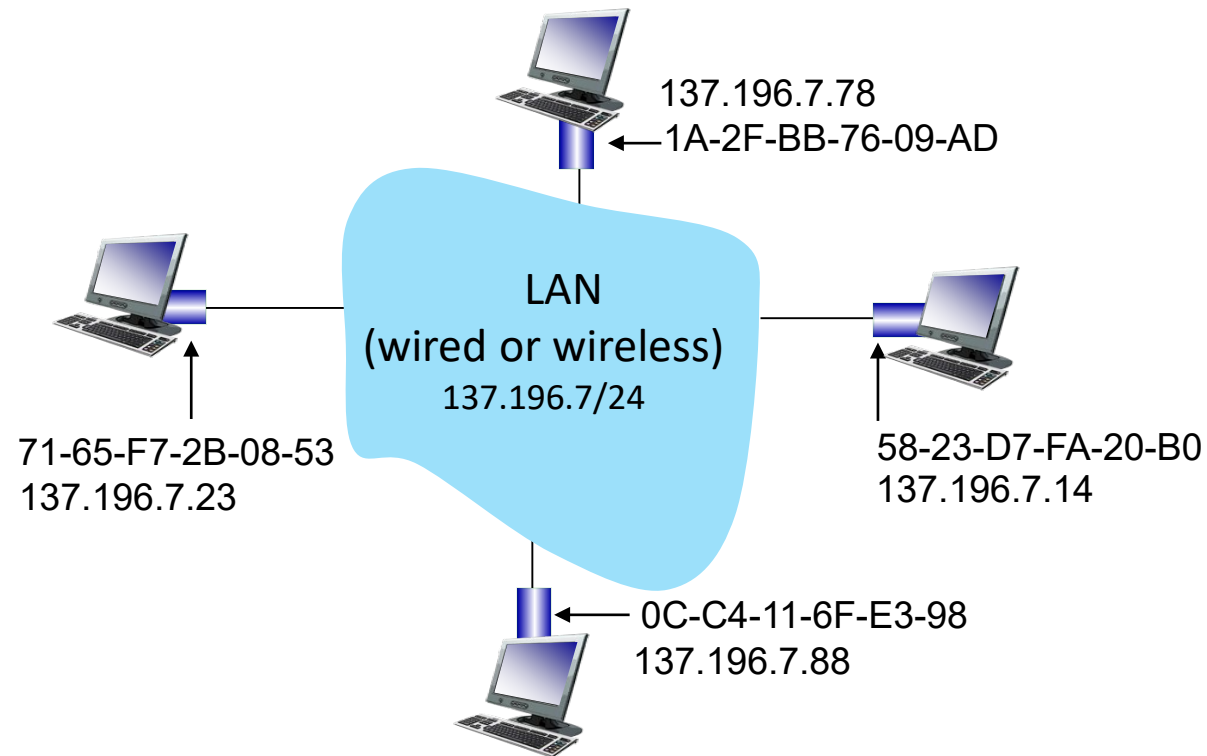 137.196.7.78
1A-2F-BB-76-09-AD
LAN
(wired or wireless)
137.196.7/24
71-65-F7-2B-08-53
137.196.7.23
58-23-D7-FA-20-B0
137.196.7.14
0C-C4-11-6F-E3-98
137.196.7.88